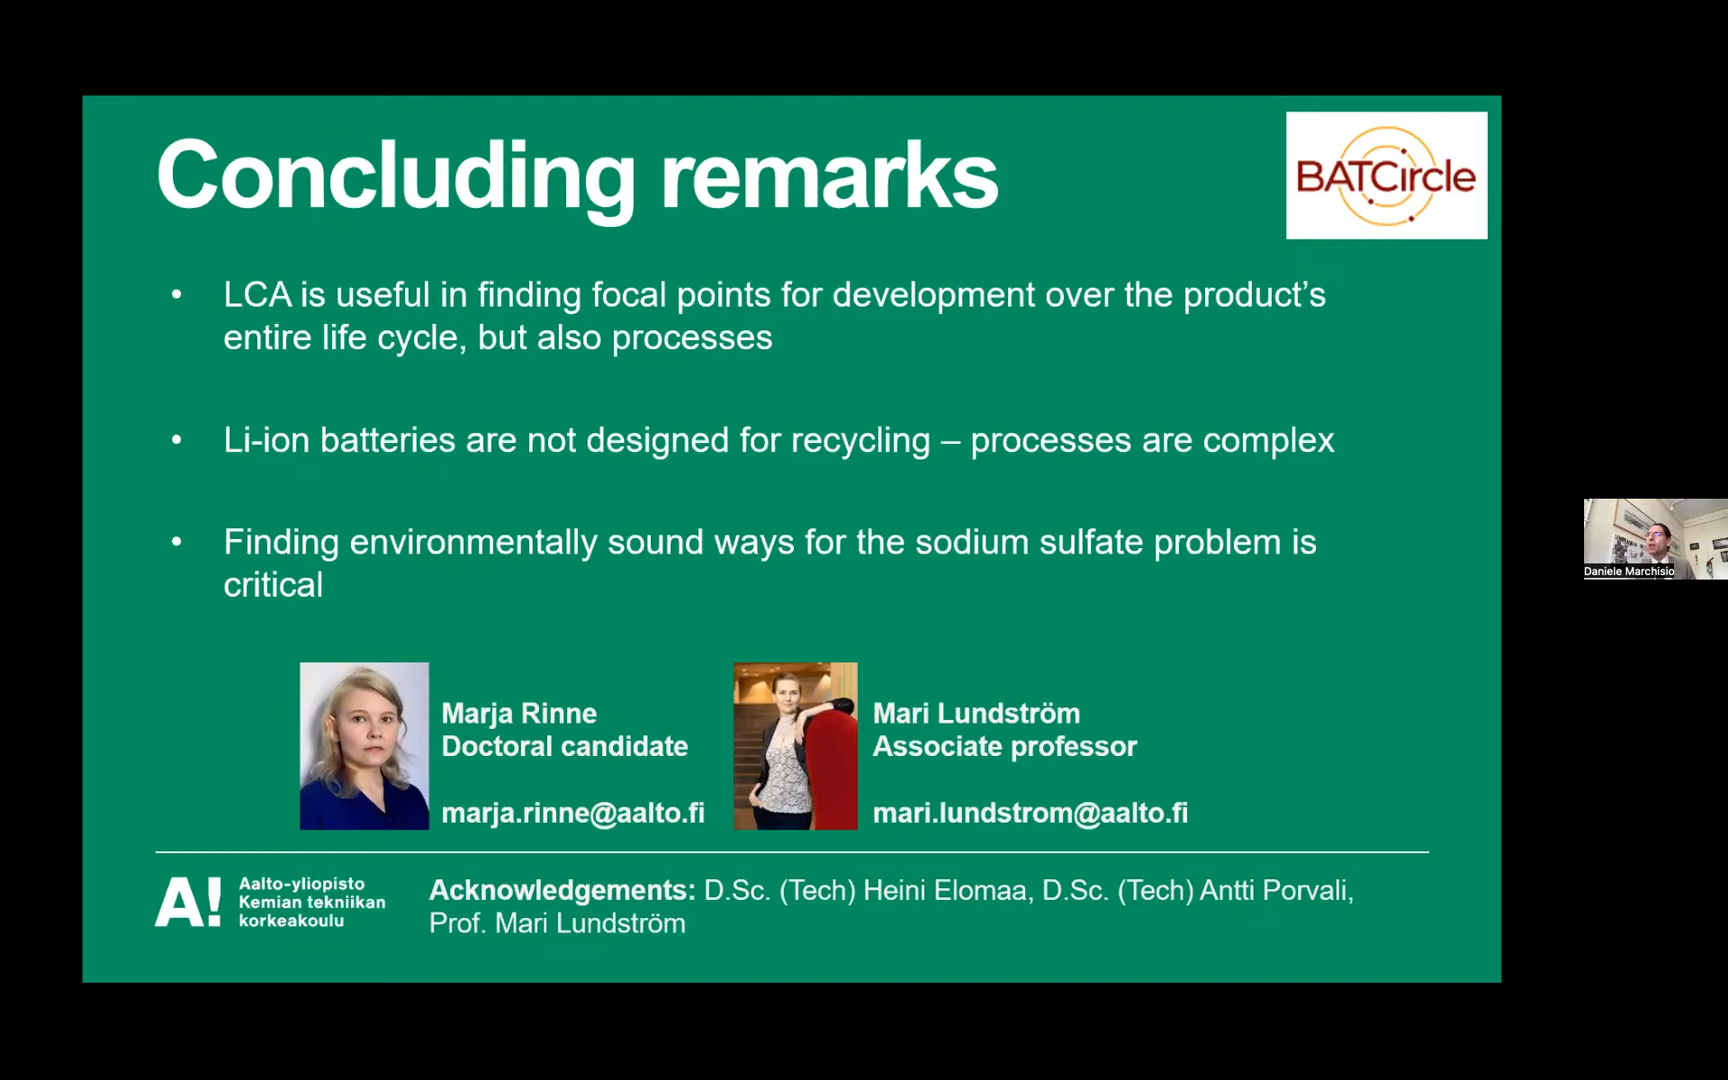 Concluding remarks
BATCircle
• LCA is useful in finding focal points for development over the product's
entire life cycle, but also processes
• Li-ion batteries are not designed for recycling – processes are complex
• Finding environmentally sound ways for the sodium sulfate problem is
critical
Marja Rinne
Doctoral candidate
marja.rinne@aalto.fi
Mari Lundström
Associate professor
mari.lundstrom@aalto.fi
A!
Aalto-yliopisto
Kemian tekniikan
korkeakoulu
Acknowledgements: D.Sc. (Tech) Heini Elomaa, D.Sc. (Tech) Antti Porvali,
Prof. Mari Lundström
Daniele Marchisio